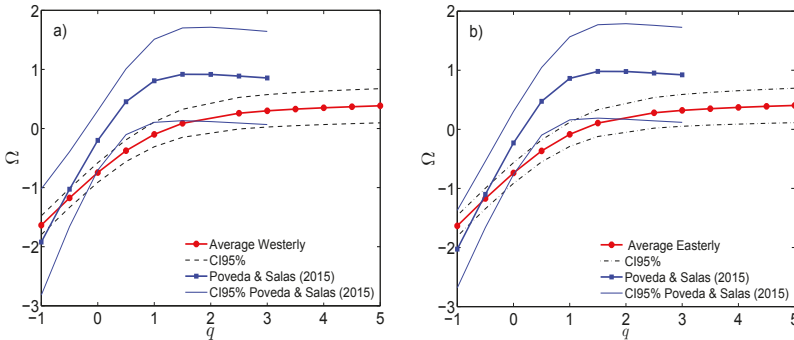 a)
Ω
2
1
0
−1
−2
−3
−1 0 1 2 3 4 5
q
Average Westerly
CI95%
Poveda & Salas (2015)
CI95% Poveda & Salas (2015)
b)
Ω
2
1
0
−1
−2
−3
−1 0 1 2 3 4 5
q
Average Easterly
CI95%
Poveda & Salas (2015)
CI95% Poveda & Salas (2015)